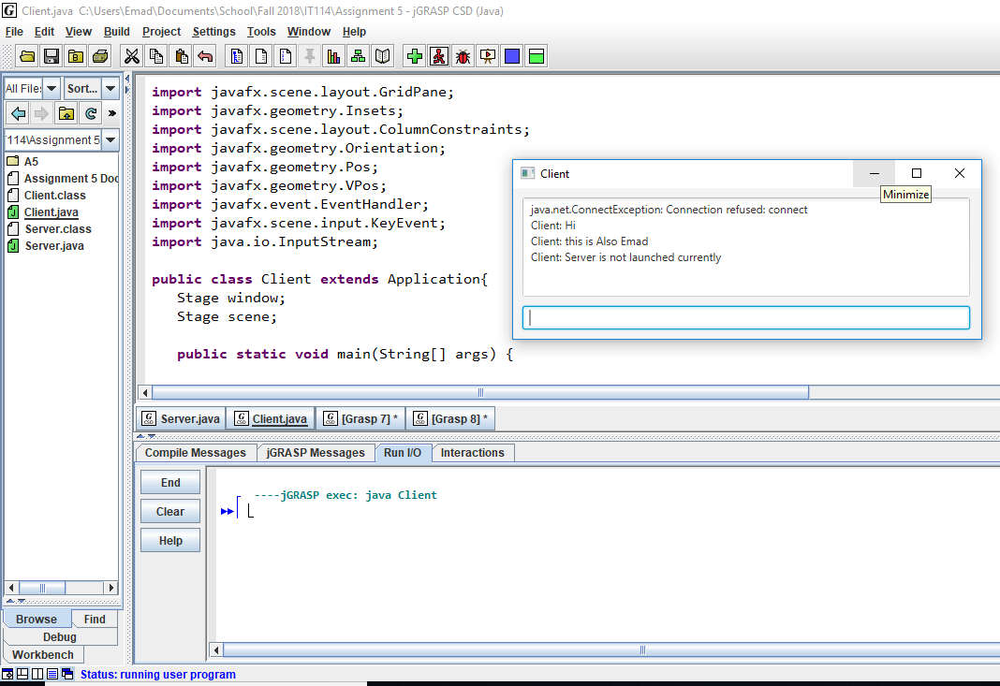 Client.java  C:\Users\Emad\Documents\School\Fall 2018\IT114\Assignment 5 - jGRASP CSD (Java)
File Edit View Build Project Settings Tools Window Help
All File: Sort...
'114\Assignment 5
A5
Assignment 5 Doc
Client.class
Client.java
Server.class
Server.java
Browse Find
Debug
Workbench
import javafx.scene.layout.GridPane;
import javafx.geometry.Insets;
import javafx.scene.layout.ColumnConstraints;
import javafx.geometry.Orientation;
import javafx.geometry.Pos;
import javafx.geometry.VPos;
import javafx.event.EventHandler;
import javafx.scene.input.KeyEvent;
import java.io.InputStream;
public class Client extends Application{
Stage window;
Stage scene;
public static void main(String[] args) {
Client
Minimize
java.net.ConnectException: Connection refused: connect
Client: Hi
Client: this is Also Emad
Client: Server is not launched currently
Server.java Client.java [Grasp 7] * [Grasp 8] *
Compile Messages jGRASP Messages Run I/O Interactions
End
Clear
Help
----jGRASP exec: java Client
Status: running user program